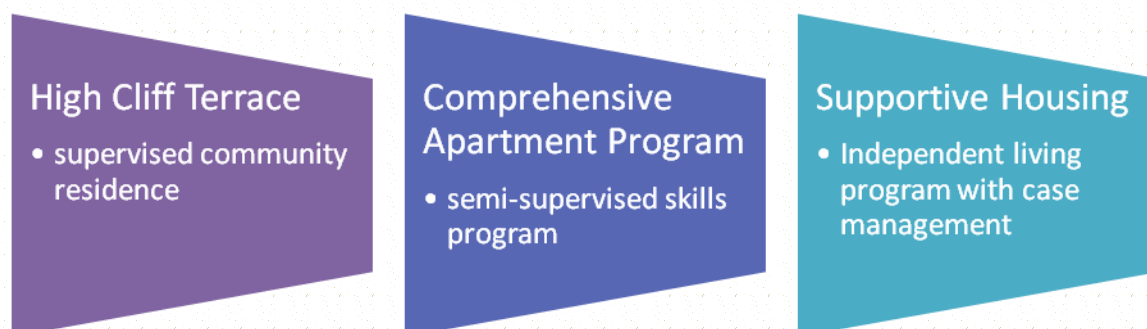 High Cliff Terrace
• supervised community
residence
Comprehensive
Apartment Program
• semi-supervised skills
program
Supportive Housing
• Independent living
program with case
management